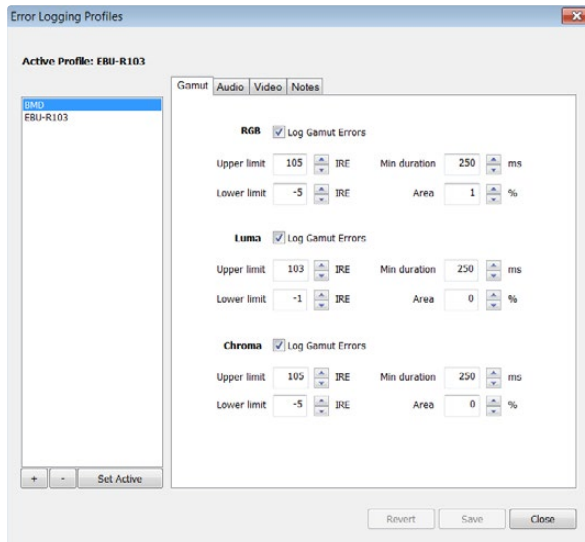 Error Logging Profiles
Active Profile: EBU-R103
BMD
EBU-R103
Gamut Audio Video Notes
RGB Log Gamut Errors
Upper limit 105 IRE Min duration 250 ms
Lower limit -5 IRE Area 1 %
Luma Log Gamut Errors
Upper limit 103 IRE Min duration 250 ms
Lower limit -1 IRE Area 0 %
Chroma Log Gamut Errors
Upper limit 105 IRE Min duration 250 ms
Lower limit -5 IRE Area 0 %
+ - Set Active
Revert Save Close